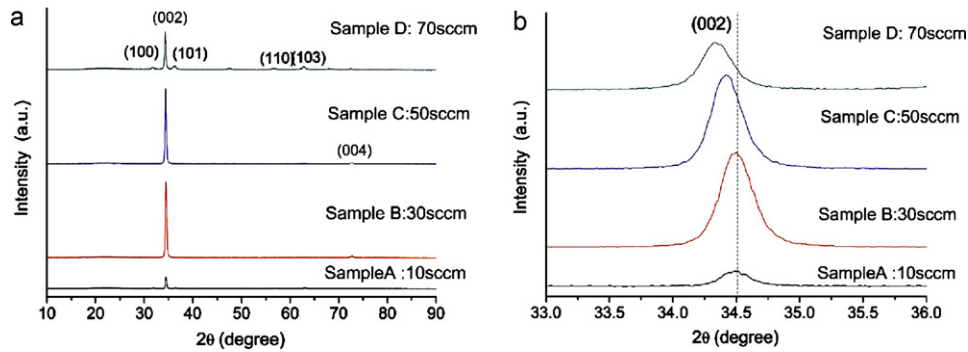 a
(002)
Sample D: 70sccm
(100)
(101)
(110)(103)
Sample C:50sccm
(004)
Sample B:30sccm
SampleA :10sccm
Intensity (a.u.)
10 20 30 40 50 60 70 80 90
2θ (degree)
b
(002)
Sample D: 70sccm
Sample C:50sccm
Sample B:30sccm
SampleA :10sccm
Intensity (a.u.)
33.0 33.5 34.0 34.5 35.0 35.5 36.0
2θ (degree)